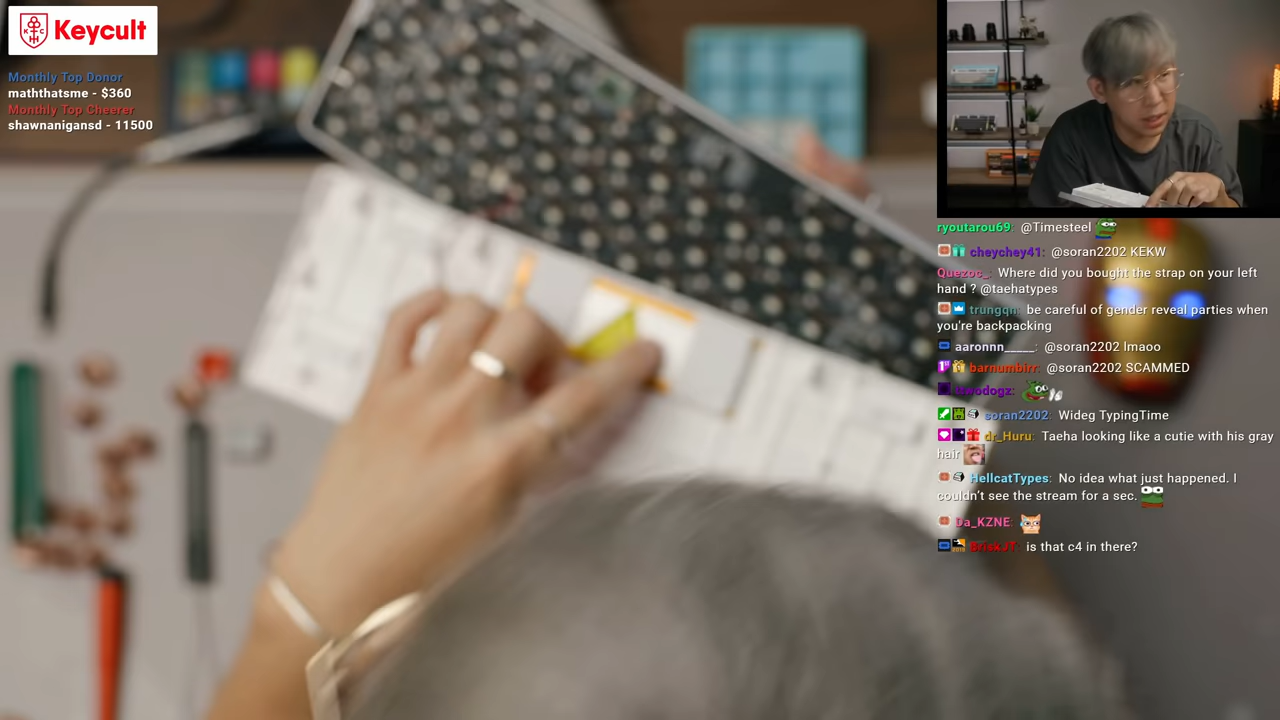 Keycult
Monthly Top Donor
maththatsme - $360
Monthly Top Cheerer
shawnanigansd - 11500
ryoutarou69: @Timesteel
cheychey41: @soran2202 KEKW
Quezos_: Where did you bought the strap on your left
hand ? @taehatypes
trungqn: be careful of gender reveal parties when
you're backpacking
aaronnn_____: @soran2202 lmaoo
barnumbirr: @soran2202 SCAMMED
soran2202: Wideg TypingTime
dr_Huru: Taeha looking like a cutie with his gray
hair
HellcatTypes: No idea what just happened. I
couldn't see the stream for a sec.
Da_KZNE:
BriskJT: is that c4 in there?